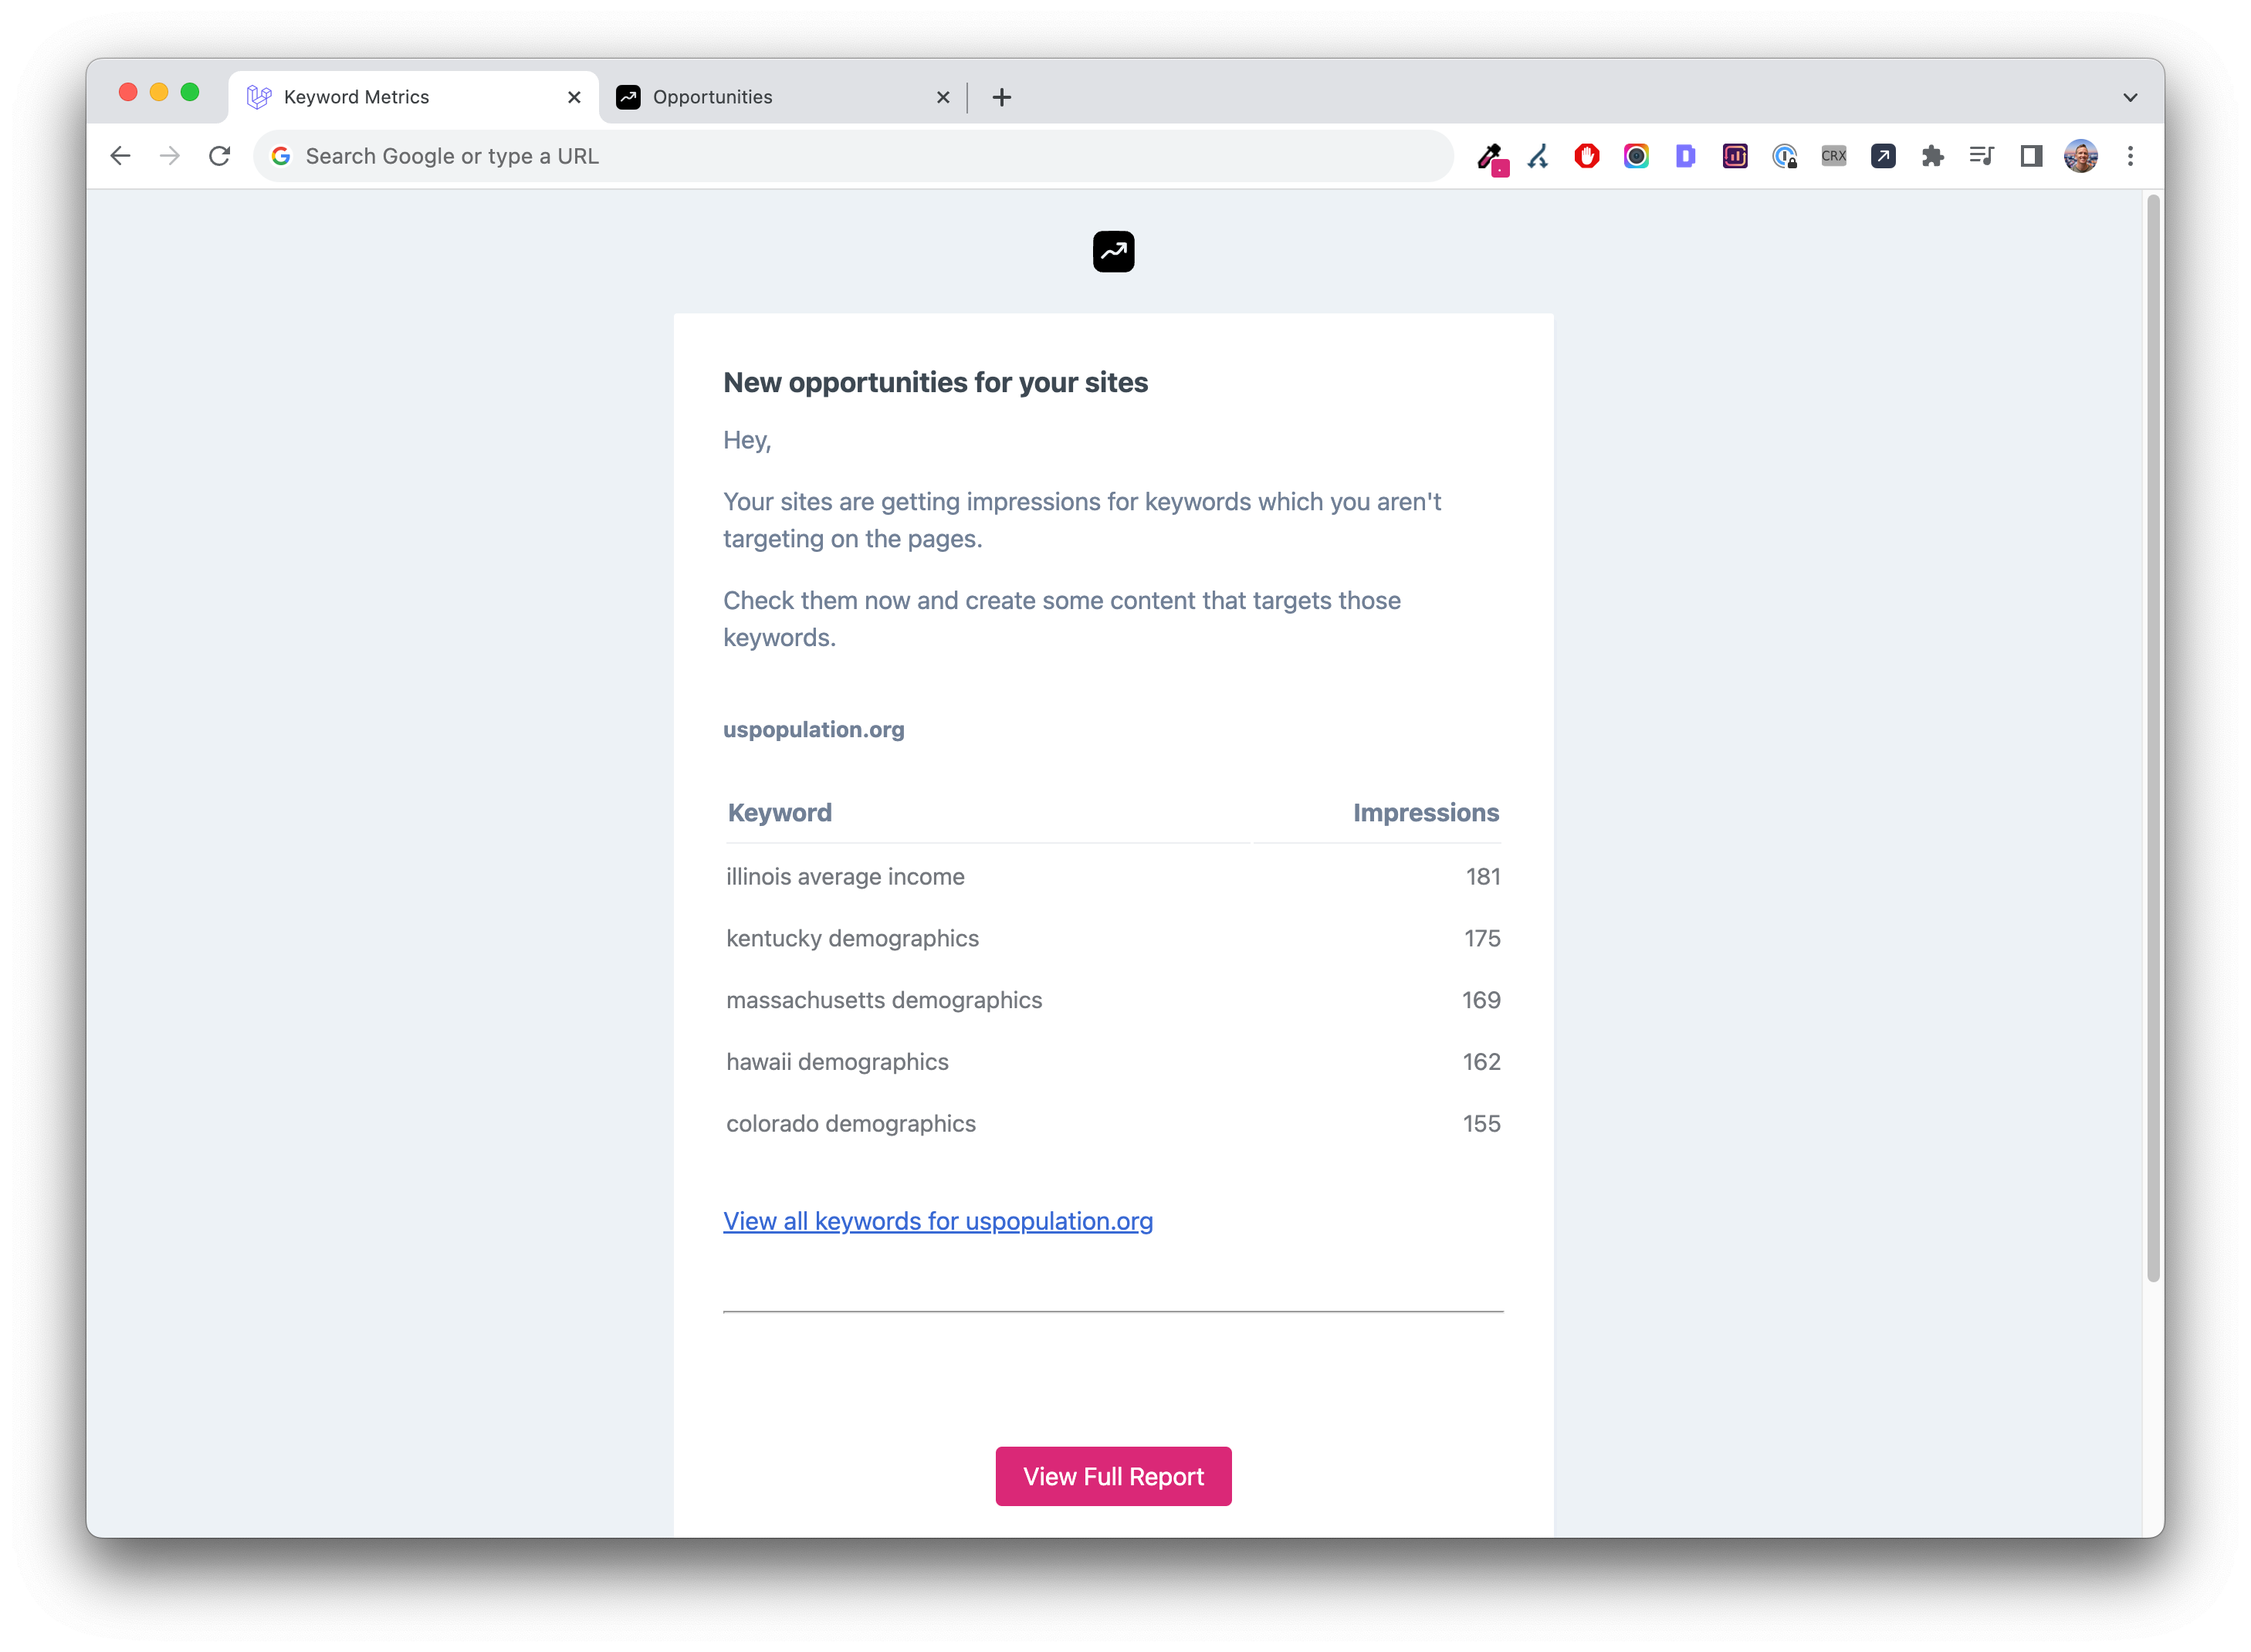 Keyword Metrics
Opportunities
Search Google or type a URL
CRX
New opportunities for your sites
Hey,
Your sites are getting impressions for keywords which you aren't
targeting on the pages.
Check them now and create some content that targets those
keywords.
uspopulation.org
Keyword Impressions
illinois average income 181
kentucky demographics 175
massachusetts demographics 169
hawaii demographics 162
colorado demographics 155
View all keywords for uspopulation.org
View Full Report